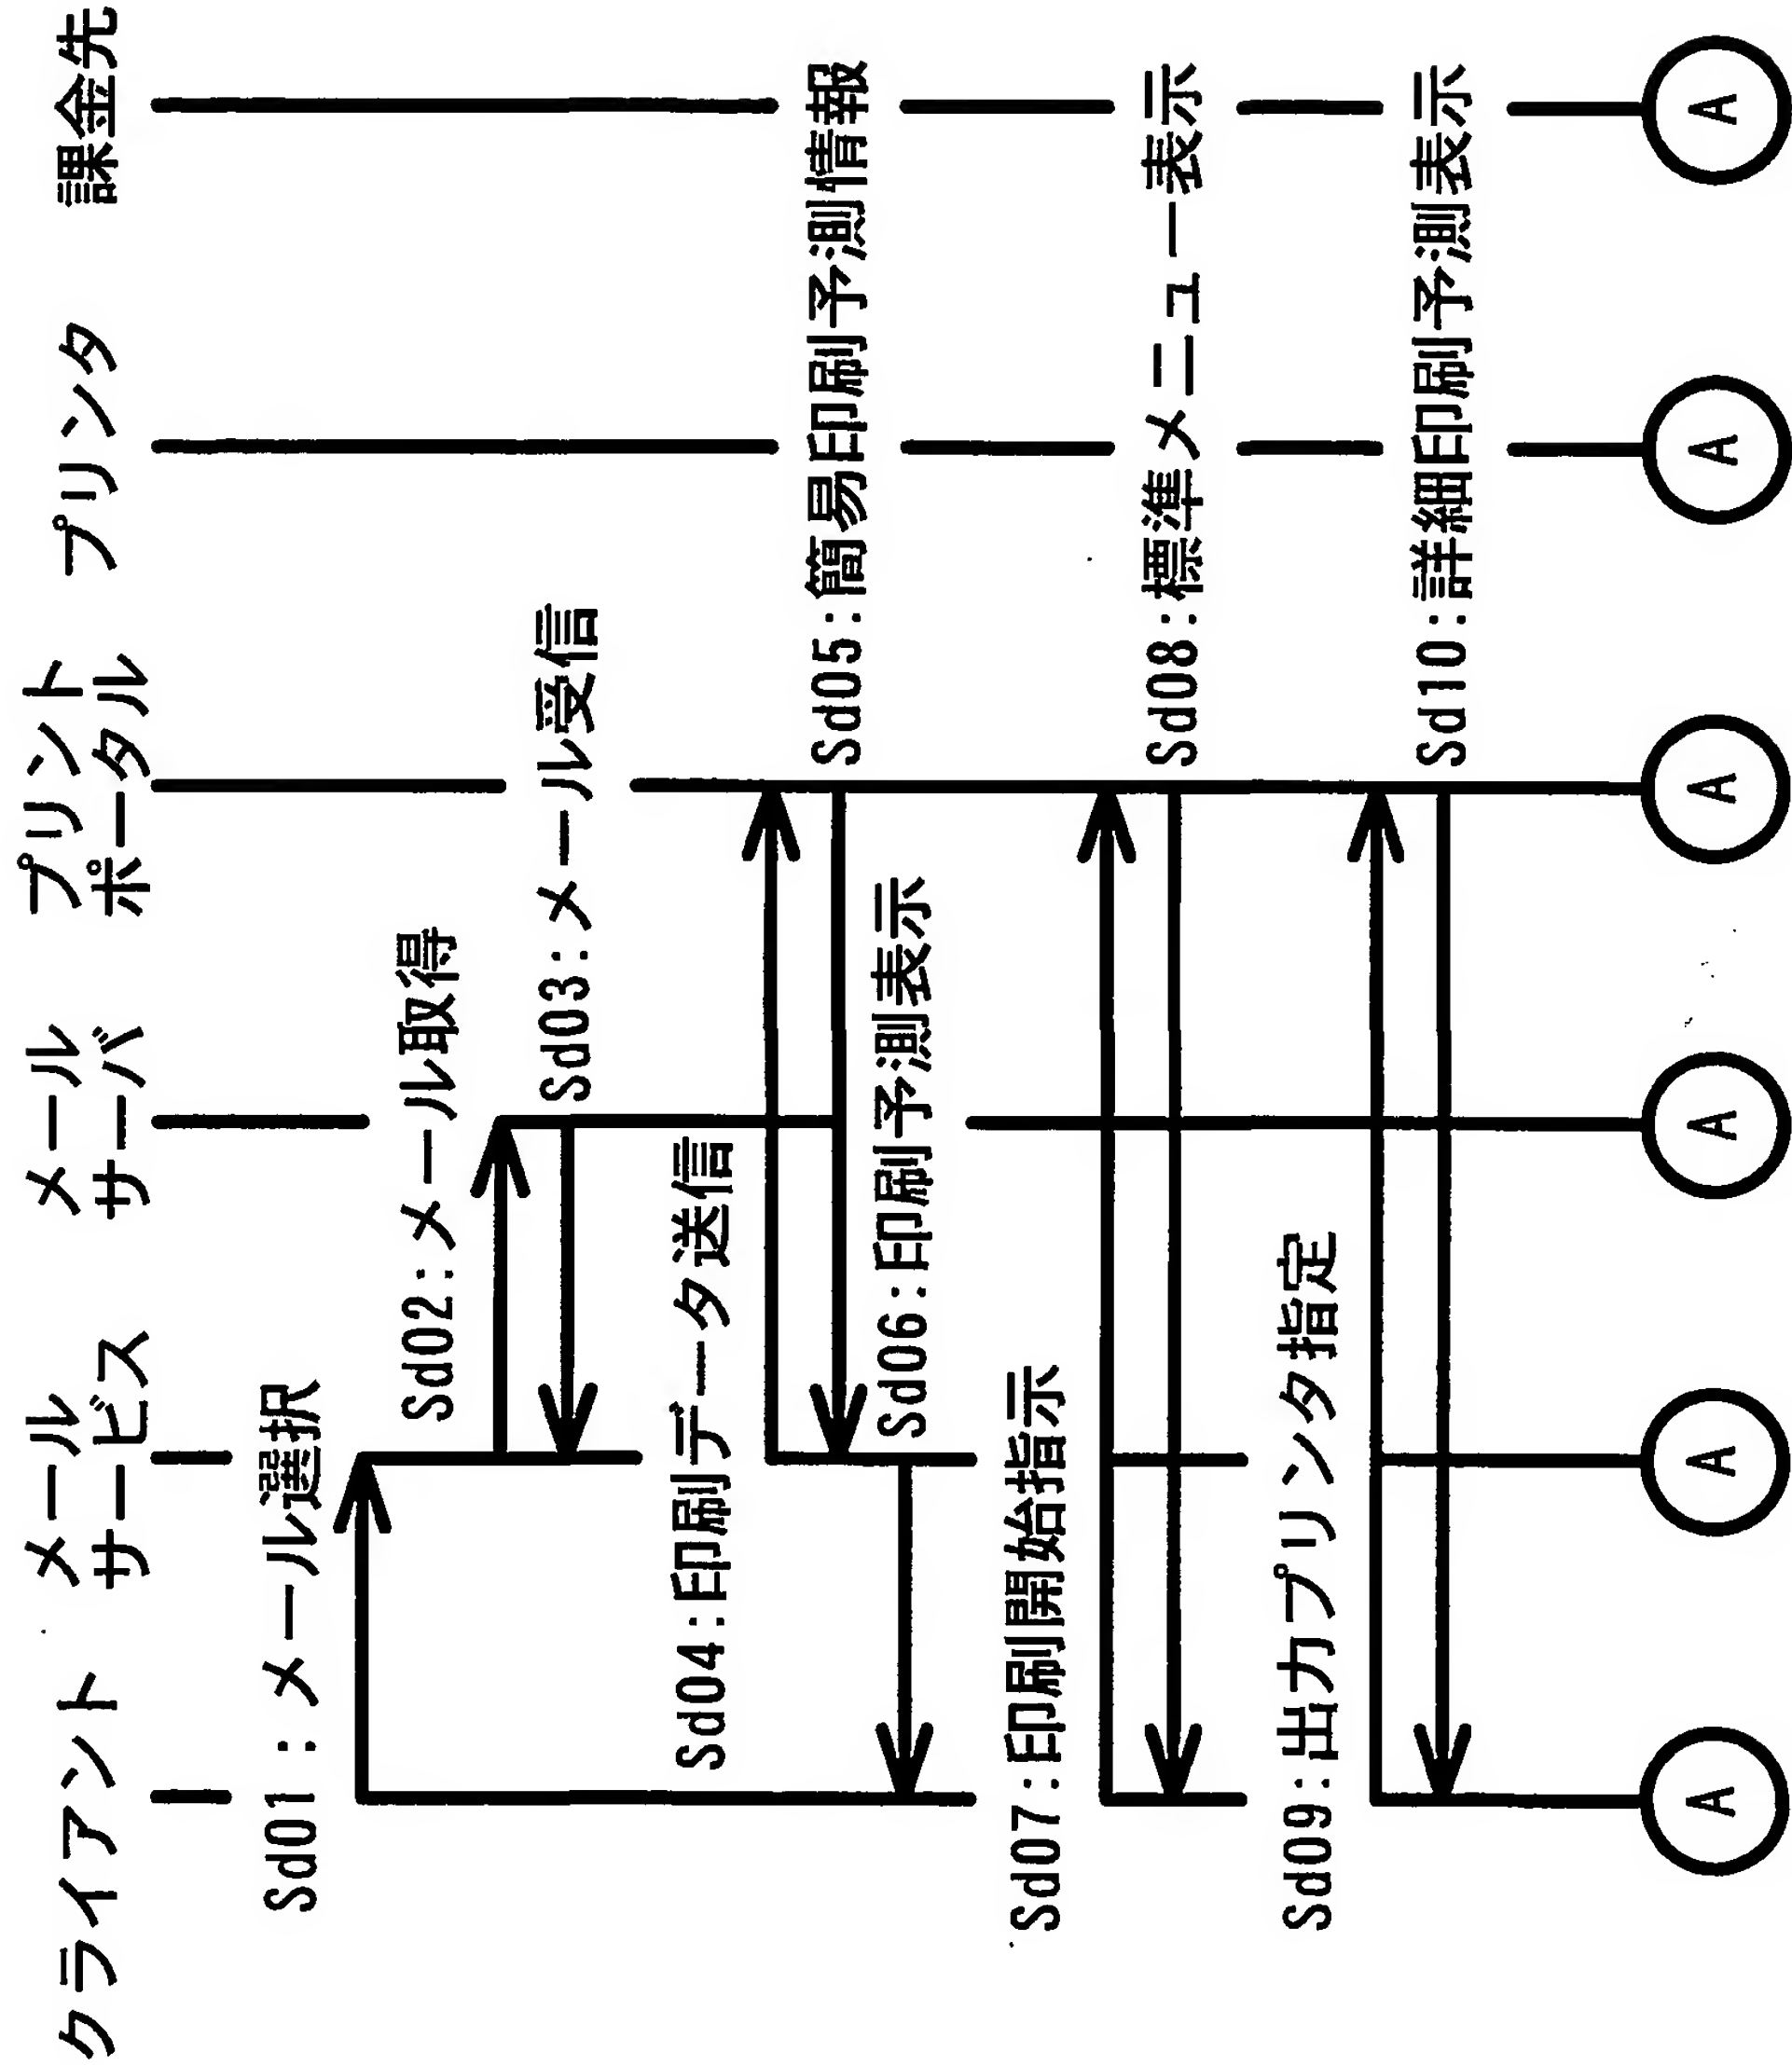 クライアント
メール
サービス
メール
サーバ
プリント
ポータル
プリンタ
課金先
Sd01:メール選択
Sd02:メール取得
Sd03:メール受信
Sd04:印刷データ送信
Sd05:簡易印刷予測情報
Sd06:印刷予測表示
Sd07:印刷開始指示
Sd08:標準メニュー表示
Sd09:出力プリンタ指定
Sd10:詳細印刷予測表示
A
A
A
A
A
A